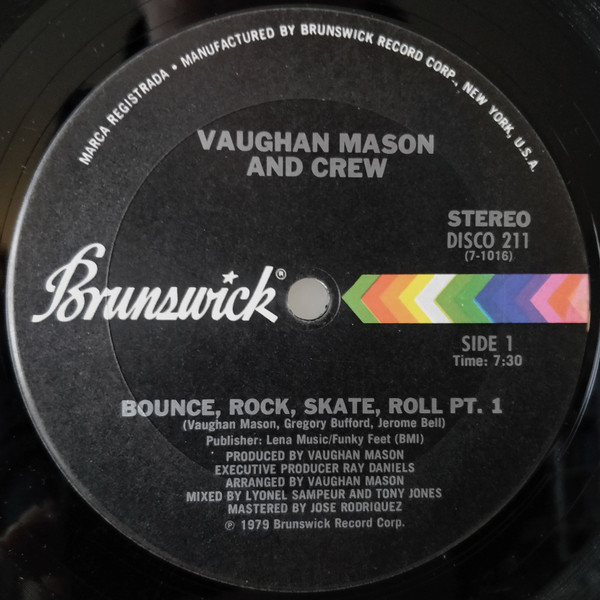 MARCA REGISTRADA • MANUFACTURED BY BRUNSWICK RECORD CORP., NEW YORK, U.S.A.
VAUGHAN MASON
AND CREW
STEREO
DISCO 211
(7-1016)
Brunswick®
SIDE 1
Time: 7:30
BOUNCE, ROCK, SKATE, ROLL PT. 1
(Vaughan Mason, Gregory Bufford, Jerome Bell)
Publisher: Lena Music/Funky Feet (BMI)
PRODUCED BY VAUGHAN MASON
EXECUTIVE PRODUCER RAY DANIELS
ARRANGED BY VAUGHAN MASON
MIXED BY LYONEL SAMPEUR AND TONY JONES
MASTERED BY JOSE RODRIQUEZ
℗ 1979 Brunswick Record Corp.